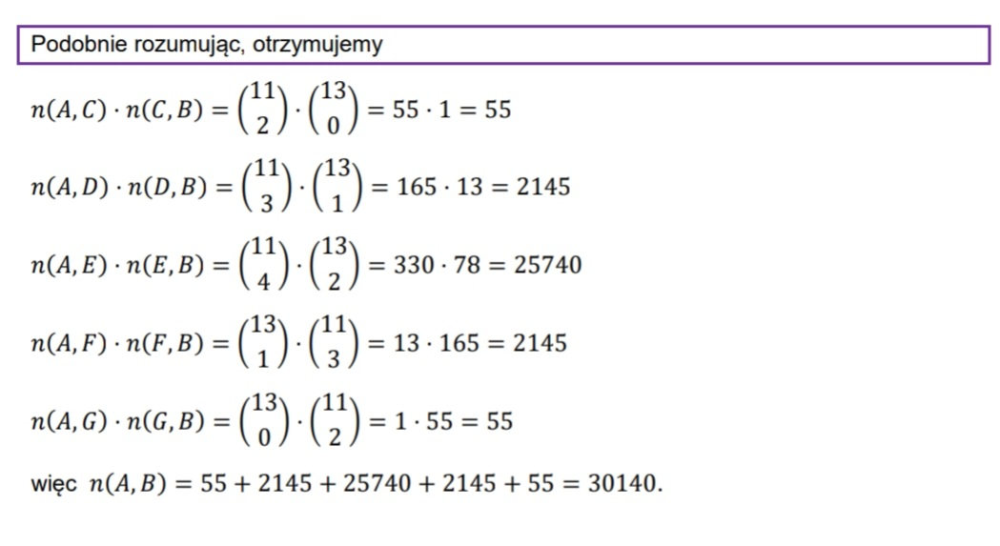 Podobnie rozumując, otrzymujemy
n(A, C) · n(C, B) = (11 2) · (13 0) = 55 · 1 = 55
n(A, D) · n(D, B) = (11 3) · (13 1) = 165 · 13 = 2145
n(A, E) · n(E, B) = (11 4) · (13 2) = 330 · 78 = 25740
n(A, F) · n(F, B) = (13 1) · (11 3) = 13 · 165 = 2145
n(A, G) · n(G, B) = (13 0) · (11 2) = 1 · 55 = 55
więc n(A, B) = 55 + 2145 + 25740 + 2145 + 55 = 30140.